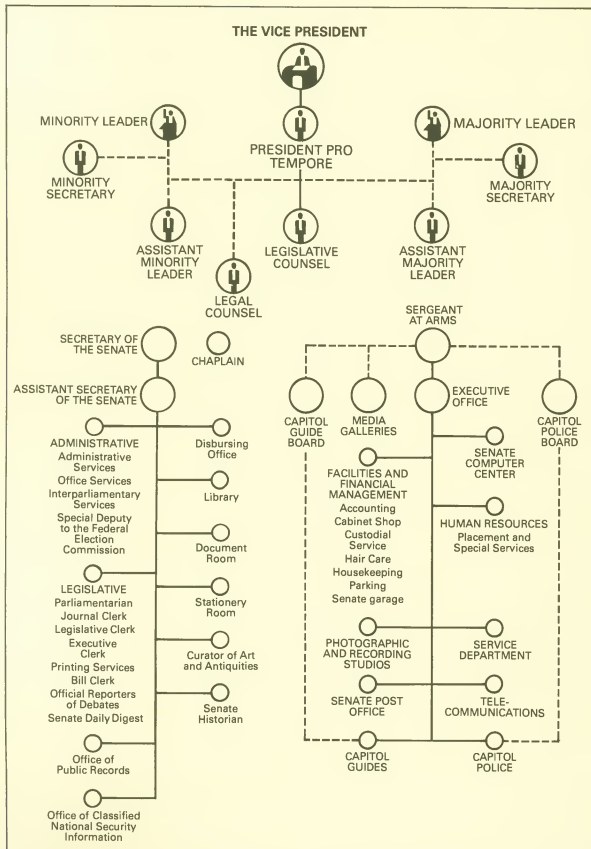 THE VICE PRESIDENT
MINORITY LEADER
PRESIDENT PRO
TEMPORE
MAJORITY LEADER
MINORITY
SECRETARY
MAJORITY
SECRETARY
ASSISTANT
MINORITY
LEADER
LEGAL
COUNSEL
LEGISLATIVE
COUNSEL
ASSISTANT
MAJORITY
LEADER
SECRETARY OF
THE SENATE
CHAPLAIN
ASSISTANT SECRETARY
OF THE SENATE
ADMINISTRATIVE
Administrative
Services
Office Services
Interparliamentary
Services
Special Deputy
to the Federal
Election
Commission
LEGISLATIVE
Parliamentarian
Journal Clerk
Legislative Clerk
Executive
Clerk
Printing Services
Bill Clerk
Official Reporters
of Debates
Senate Daily Digest
Office of
Public Records
Office of Classified
National Security
Information
Disbursing
Office
Library
Document
Room
Stationery
Room
Curator of Art
and Antiquities
Senate
Historian
SERGEANT
AT ARMS
CAPITOL
GUIDE
BOARD
MEDIA
GALLERIES
EXECUTIVE
OFFICE
CAPITOL
POLICE
BOARD
FACILITIES AND
FINANCIAL
MANAGEMENT
Accounting
Cabinet Shop
Custodial
Service
Hair Care
Housekeeping
Parking
Senate garage
SENATE
COMPUTER
CENTER
HUMAN RESOURCES
Placement and
Special Services
PHOTOGRAPHIC
AND RECORDING
STUDIOS
SERVICE
DEPARTMENT
SENATE POST
OFFICE
TELE-
COMMUNICATIONS
CAPITOL
GUIDES
CAPITOL
POLICE